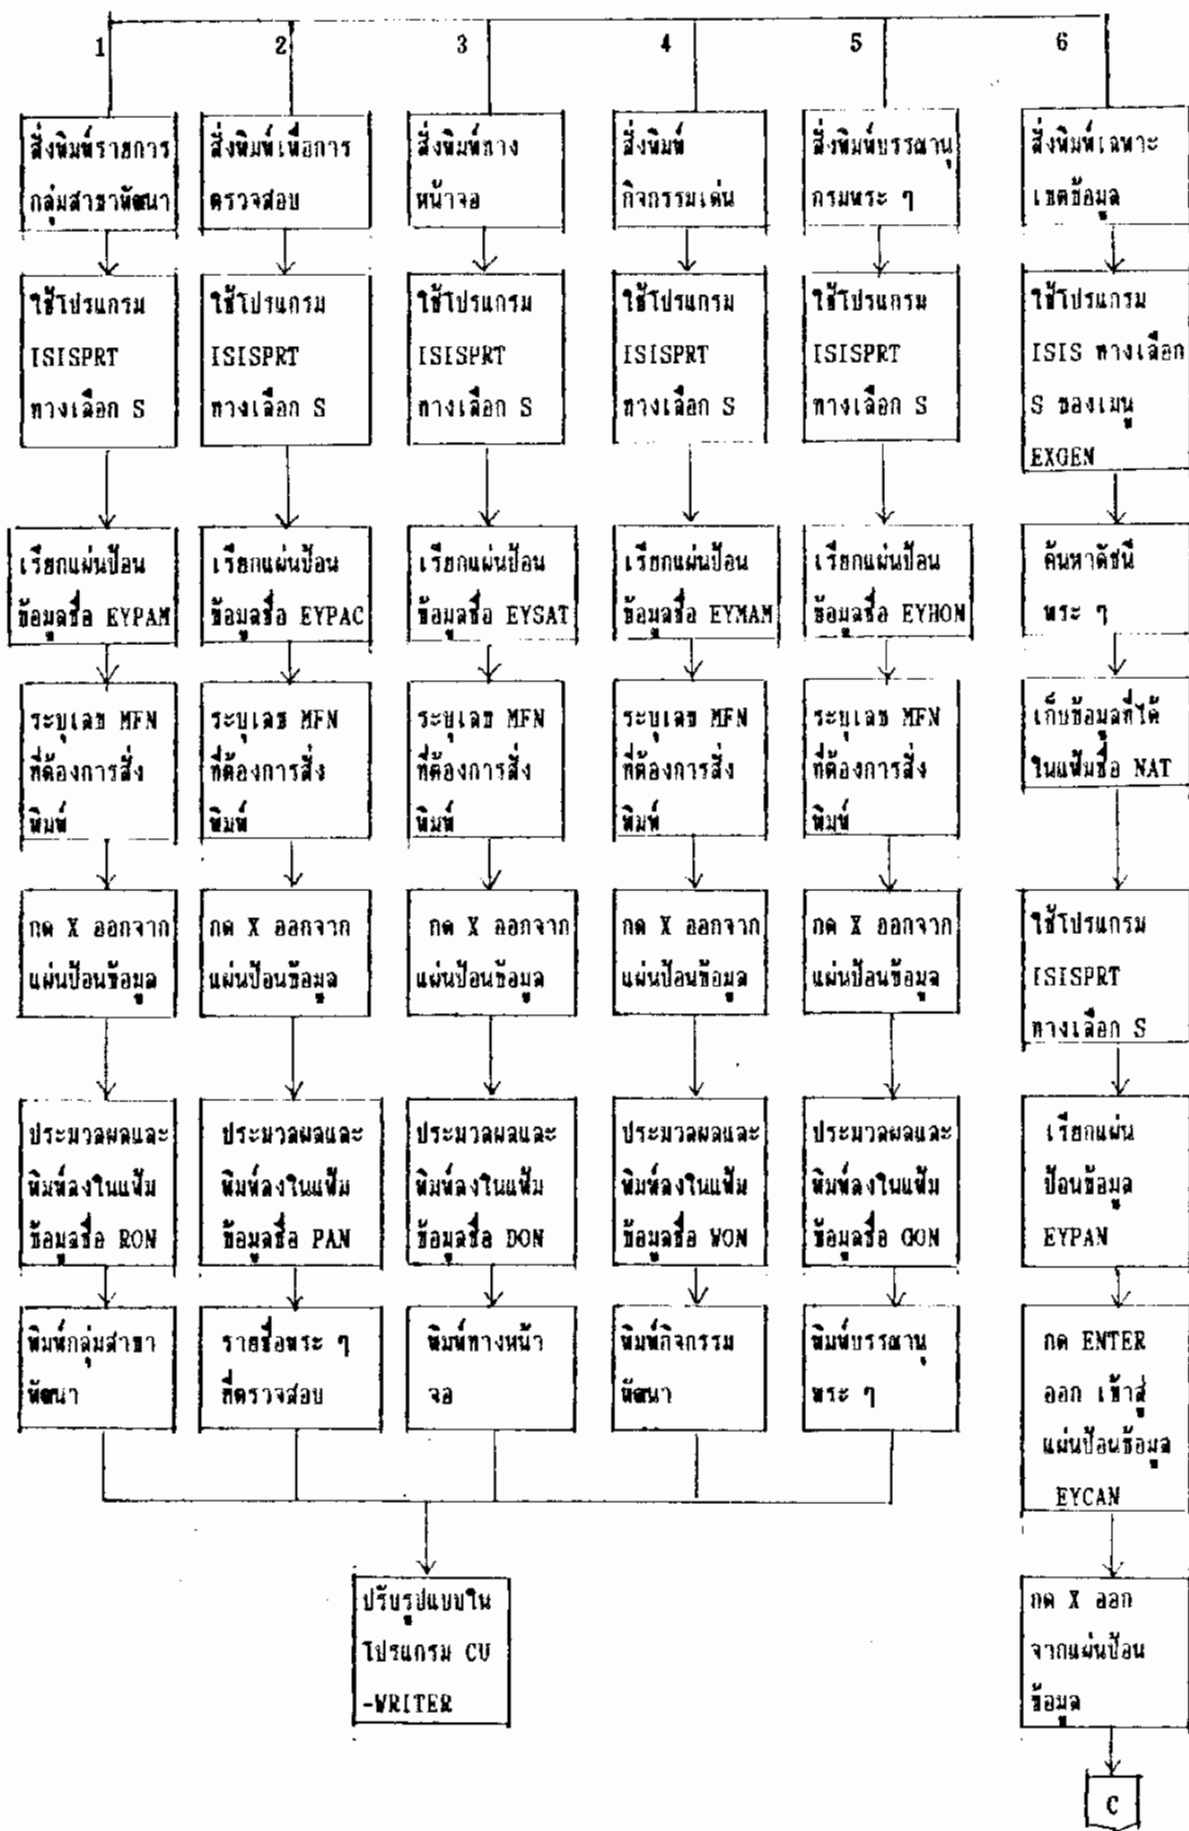 1
2
3
4
5
6
สั่งพิมพ์รายการ
กลุ่มสาขาพัฒนา
สั่งพิมพ์เพื่อการ
ตรวจสอบ
สั่งพิมพ์ทาง
หน้าจอ
สั่งพิมพ์
กิจกรรมเด่น
สั่งพิมพ์บรรณานุ
กรมพระ ๆ
สั่งพิมพ์เฉพาะ
เขตข้อมูล
ใช้โปรแกรม
ISISPRT
ทางเลือก S
ใช้โปรแกรม
ISISPRT
ทางเลือก S
ใช้โปรแกรม
ISISPRT
ทางเลือก S
ใช้โปรแกรม
ISISPRT
ทางเลือก S
ใช้โปรแกรม
ISISPRT
ทางเลือก S
ใช้โปรแกรม
ISIS ทางเลือก
S ของเมนู
EXGEN
เรียกแผ่นป้อน
ข้อมูลชื่อ EYPAM
เรียกแผ่นป้อน
ข้อมูลชื่อ EYPAC
เรียกแผ่นป้อน
ข้อมูลชื่อ EYSAT
เรียกแผ่นป้อน
ข้อมูลชื่อ EYMAM
เรียกแผ่นป้อน
ข้อมูลชื่อ EYHON
ค้นหาดัชนี
พระ ๆ
ระบุเลข MFN
ที่ต้องการสั่ง
พิมพ์
ระบุเลข MFN
ที่ต้องการสั่ง
พิมพ์
ระบุเลข MFN
ที่ต้องการสั่ง
พิมพ์
ระบุเลข MFN
ที่ต้องการสั่ง
พิมพ์
ระบุเลข MFN
ที่ต้องการสั่ง
พิมพ์
เก็บข้อมูลที่ได้
ในแฟ้มชื่อ NAT
กด X ออกจาก
แผ่นป้อนข้อมูล
กด X ออกจาก
แผ่นป้อนข้อมูล
กด X ออกจาก
แผ่นป้อนข้อมูล
กด X ออกจาก
แผ่นป้อนข้อมูล
กด X ออกจาก
แผ่นป้อนข้อมูล
ใช้โปรแกรม
ISISPRT
ทางเลือก S
ประมวลผลและ
พิมพ์ลงในแฟ้ม
ข้อมูลชื่อ RON
ประมวลผลและ
พิมพ์ลงในแฟ้ม
ข้อมูลชื่อ PAN
ประมวลผลและ
พิมพ์ลงในแฟ้ม
ข้อมูลชื่อ DON
ประมวลผลและ
พิมพ์ลงในแฟ้ม
ข้อมูลชื่อ WON
ประมวลผลและ
พิมพ์ลงในแฟ้ม
ข้อมูลชื่อ GON
เรียกแผ่น
ป้อนข้อมูล
EYPAN
พิมพ์กลุ่มสาขา
พัฒนา
รายชื่อพระ ๆ
ที่ตรวจสอบ
พิมพ์ทางหน้า
จอ
พิมพ์กิจกรรม
พัฒนา
พิมพ์บรรณานุ
พระ ๆ
กด ENTER
ออก เข้าสู่
แผ่นป้อนข้อมูล
EYCAN
ปรับรูปแบบใน
โปรแกรม CU
-WRITER
กด X ออก
จากแผ่นป้อน
ข้อมูล
C